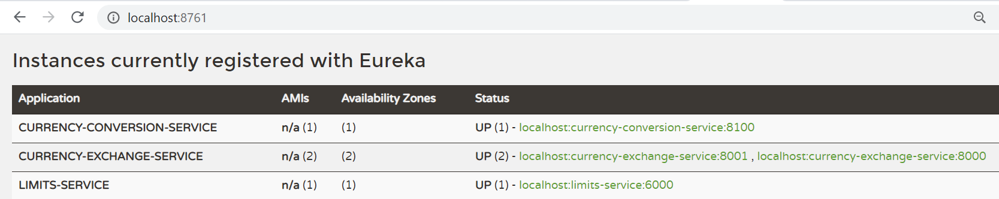 localhost:8761
Instances currently registered with Eureka
Application AMIs Availability Zones Status
CURRENCY-CONVERSION-SERVICE n/a (1) (1) UP (1) - localhost:currency-conversion-service:8100
CURRENCY-EXCHANGE-SERVICE n/a (2) (2) UP (2) - localhost:currency-exchange-service:8001 , localhost:currency-exchange-service:8000
LIMITS-SERVICE n/a (1) (1) UP (1) - localhost:limits-service:6000